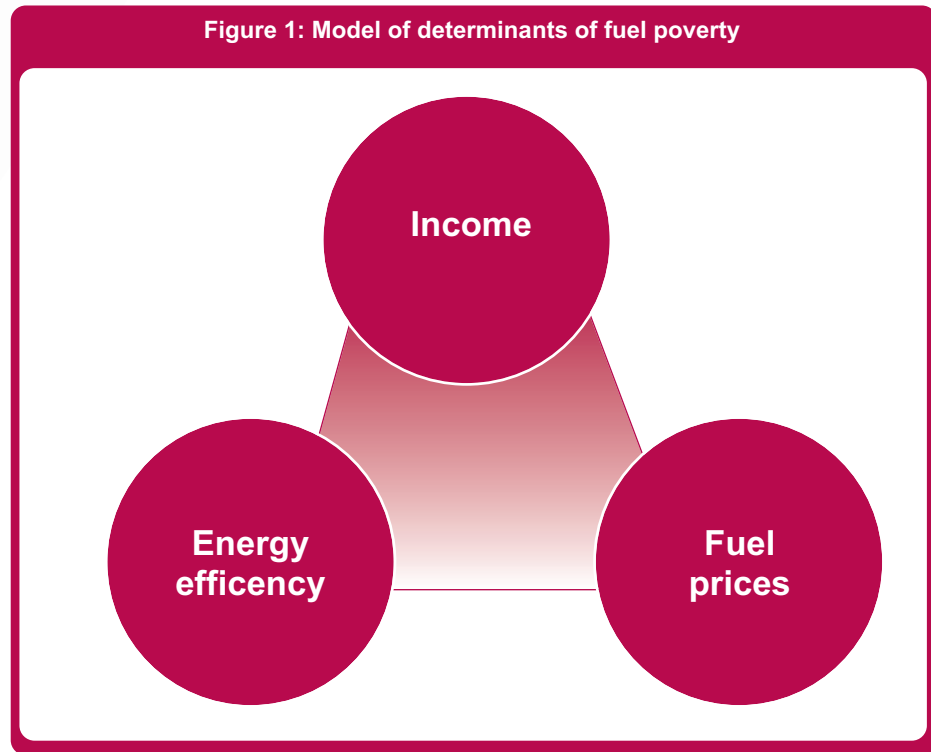 Figure 1: Model of determinants of fuel poverty
Income
Energy
efficency
Fuel
prices